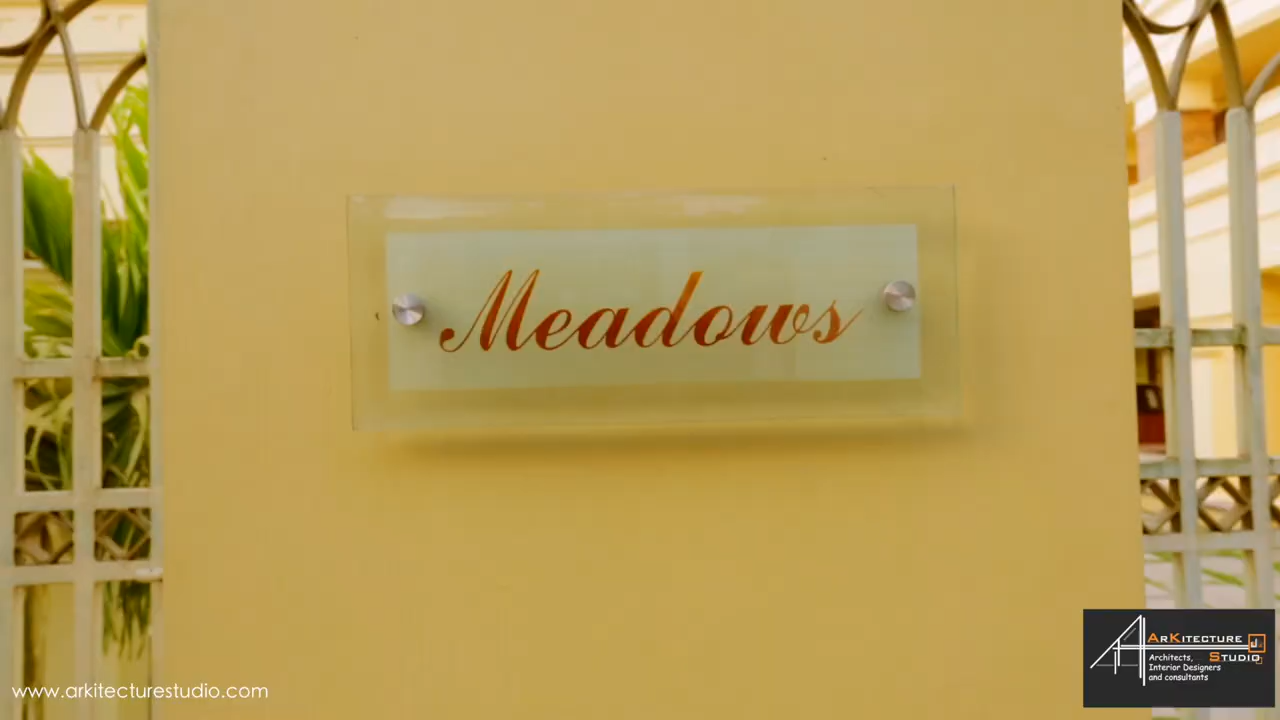 Meadows
ARKITECTURE
STUDIO
Architects,
Interior Designers
and consultants
www.arkitecturestudio.com